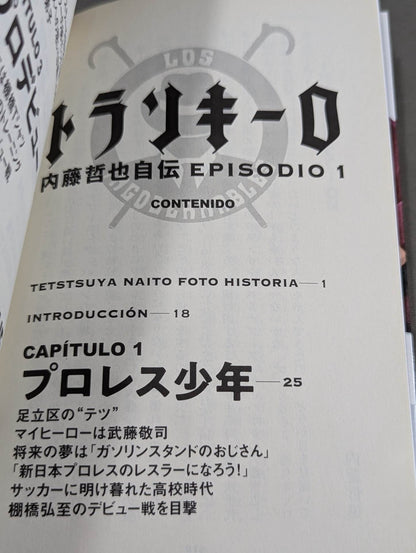 LOS
INGOBERNABLES
トランキーロ
内藤哲也自伝 EPISODIO 1
CONTENIDO
TETSTSUYA NAITO FOTO HISTORIA—1
INTRODUCCIÓN—18
CAPÍTULO 1
プロレス少年—25
足立区の“テツ”
マイヒーローは武藤敬司
将来の夢は「ガソリンスタンドのおじさん」
「新日本プロレスのレスラーになろう!」
サッカーに明け暮れた高校時代
棚橋弘至のデビュー戦を目撃